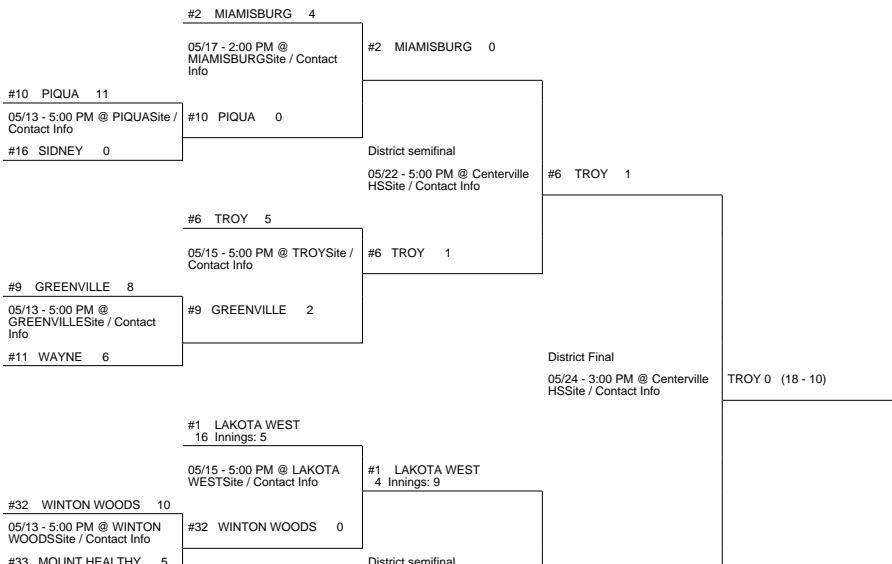 #2 MIAMISBURG 4
05/17 - 2:00 PM @
MIAMISBURGSite / Contact
Info
#2 MIAMISBURG 0
#10 PIQUA 11
05/13 - 5:00 PM @ PIQUASite /
Contact Info
#10 PIQUA 0
#16 SIDNEY 0
District semifinal
05/22 - 5:00 PM @ Centerville
HSSite / Contact Info
#6 TROY 1
#6 TROY 5
05/15 - 5:00 PM @ TROYSite /
Contact Info
#6 TROY 1
#9 GREENVILLE 8
05/13 - 5:00 PM @
GREENVILLESite / Contact
Info
#9 GREENVILLE 2
#11 WAYNE 6
District Final
05/24 - 3:00 PM @ Centerville
HSSite / Contact Info
TROY 0 (18 - 10)
#1 LAKOTA WEST
16 Innings: 5
05/15 - 5:00 PM @ LAKOTA
WESTSite / Contact Info
#1 LAKOTA WEST
4 Innings: 9
#32 WINTON WOODS 10
05/13 - 5:00 PM @ WINTON
WOODSSite / Contact Info
#32 WINTON WOODS 0
#33 MOUNT HEALTHY 5
District semifinal